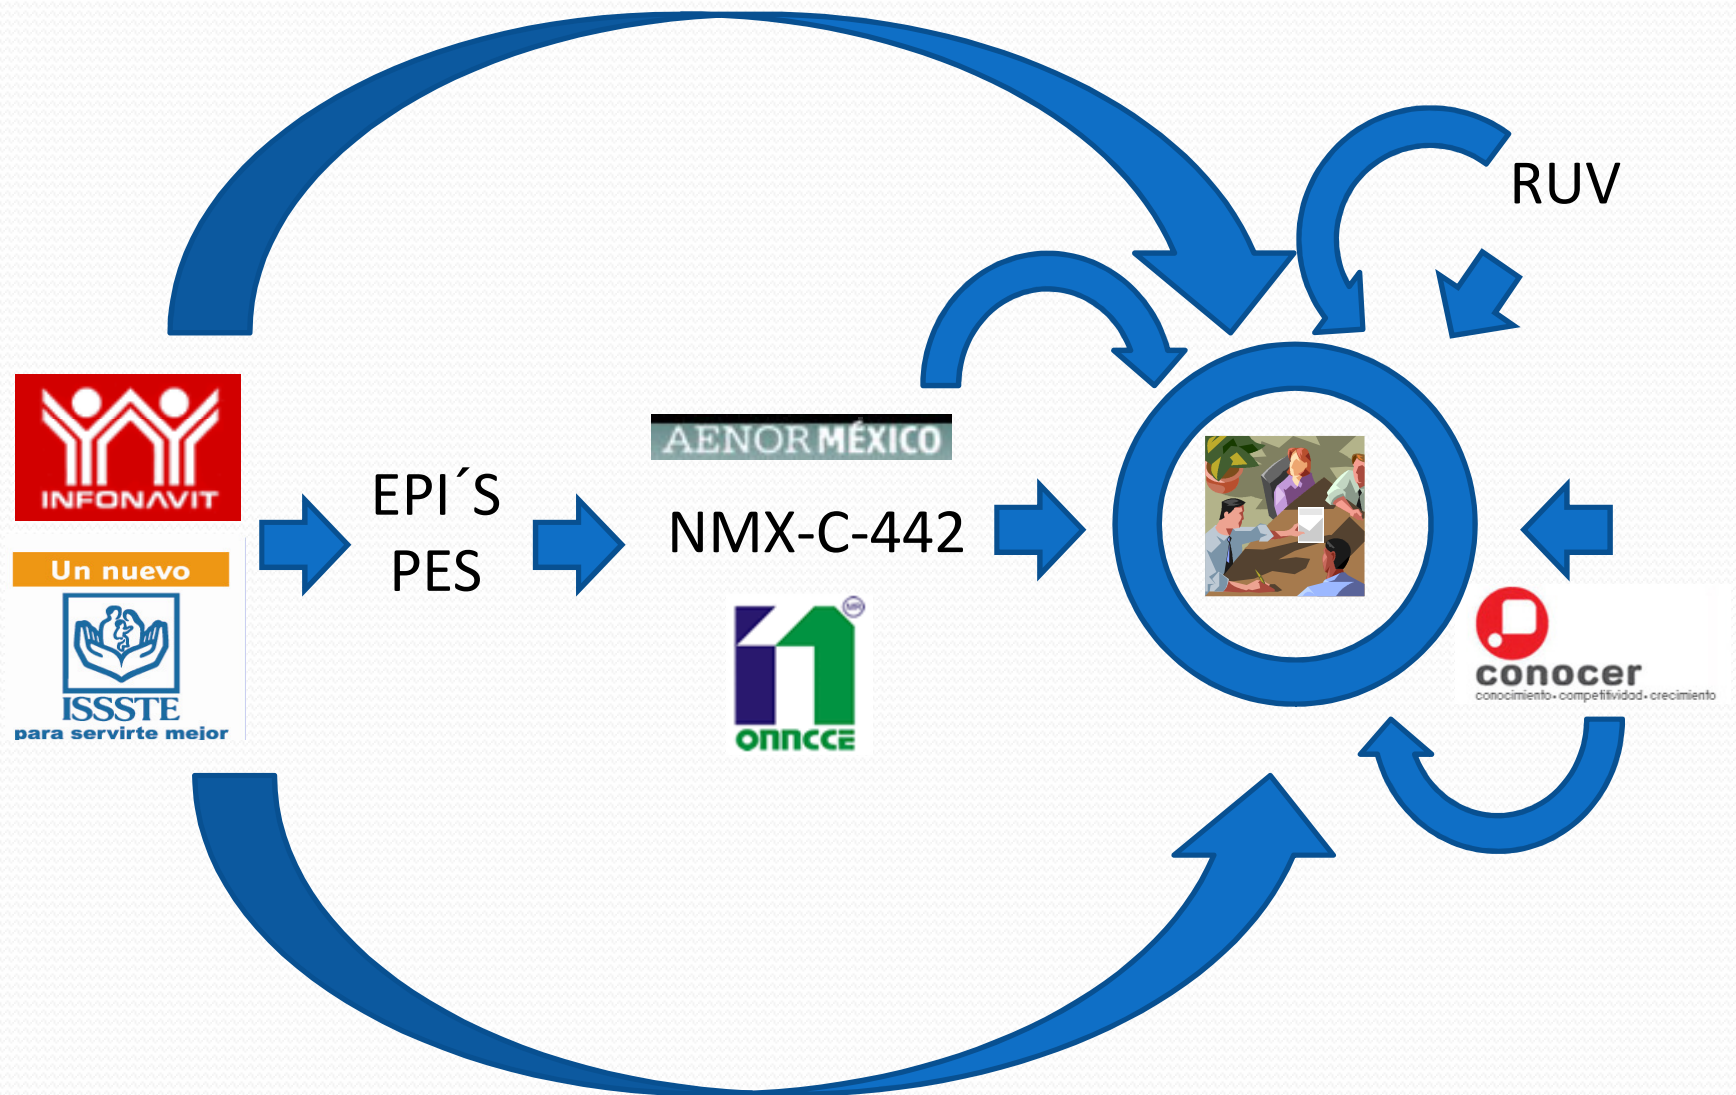 RUV
INFONAVIT
Un nuevo
ISSSTE
para servirte mejor
EPI´S
PES
AENOR MÉXICO
NMX-C-442
MR
onncce
conocer
conocimiento • competitividad • crecimiento